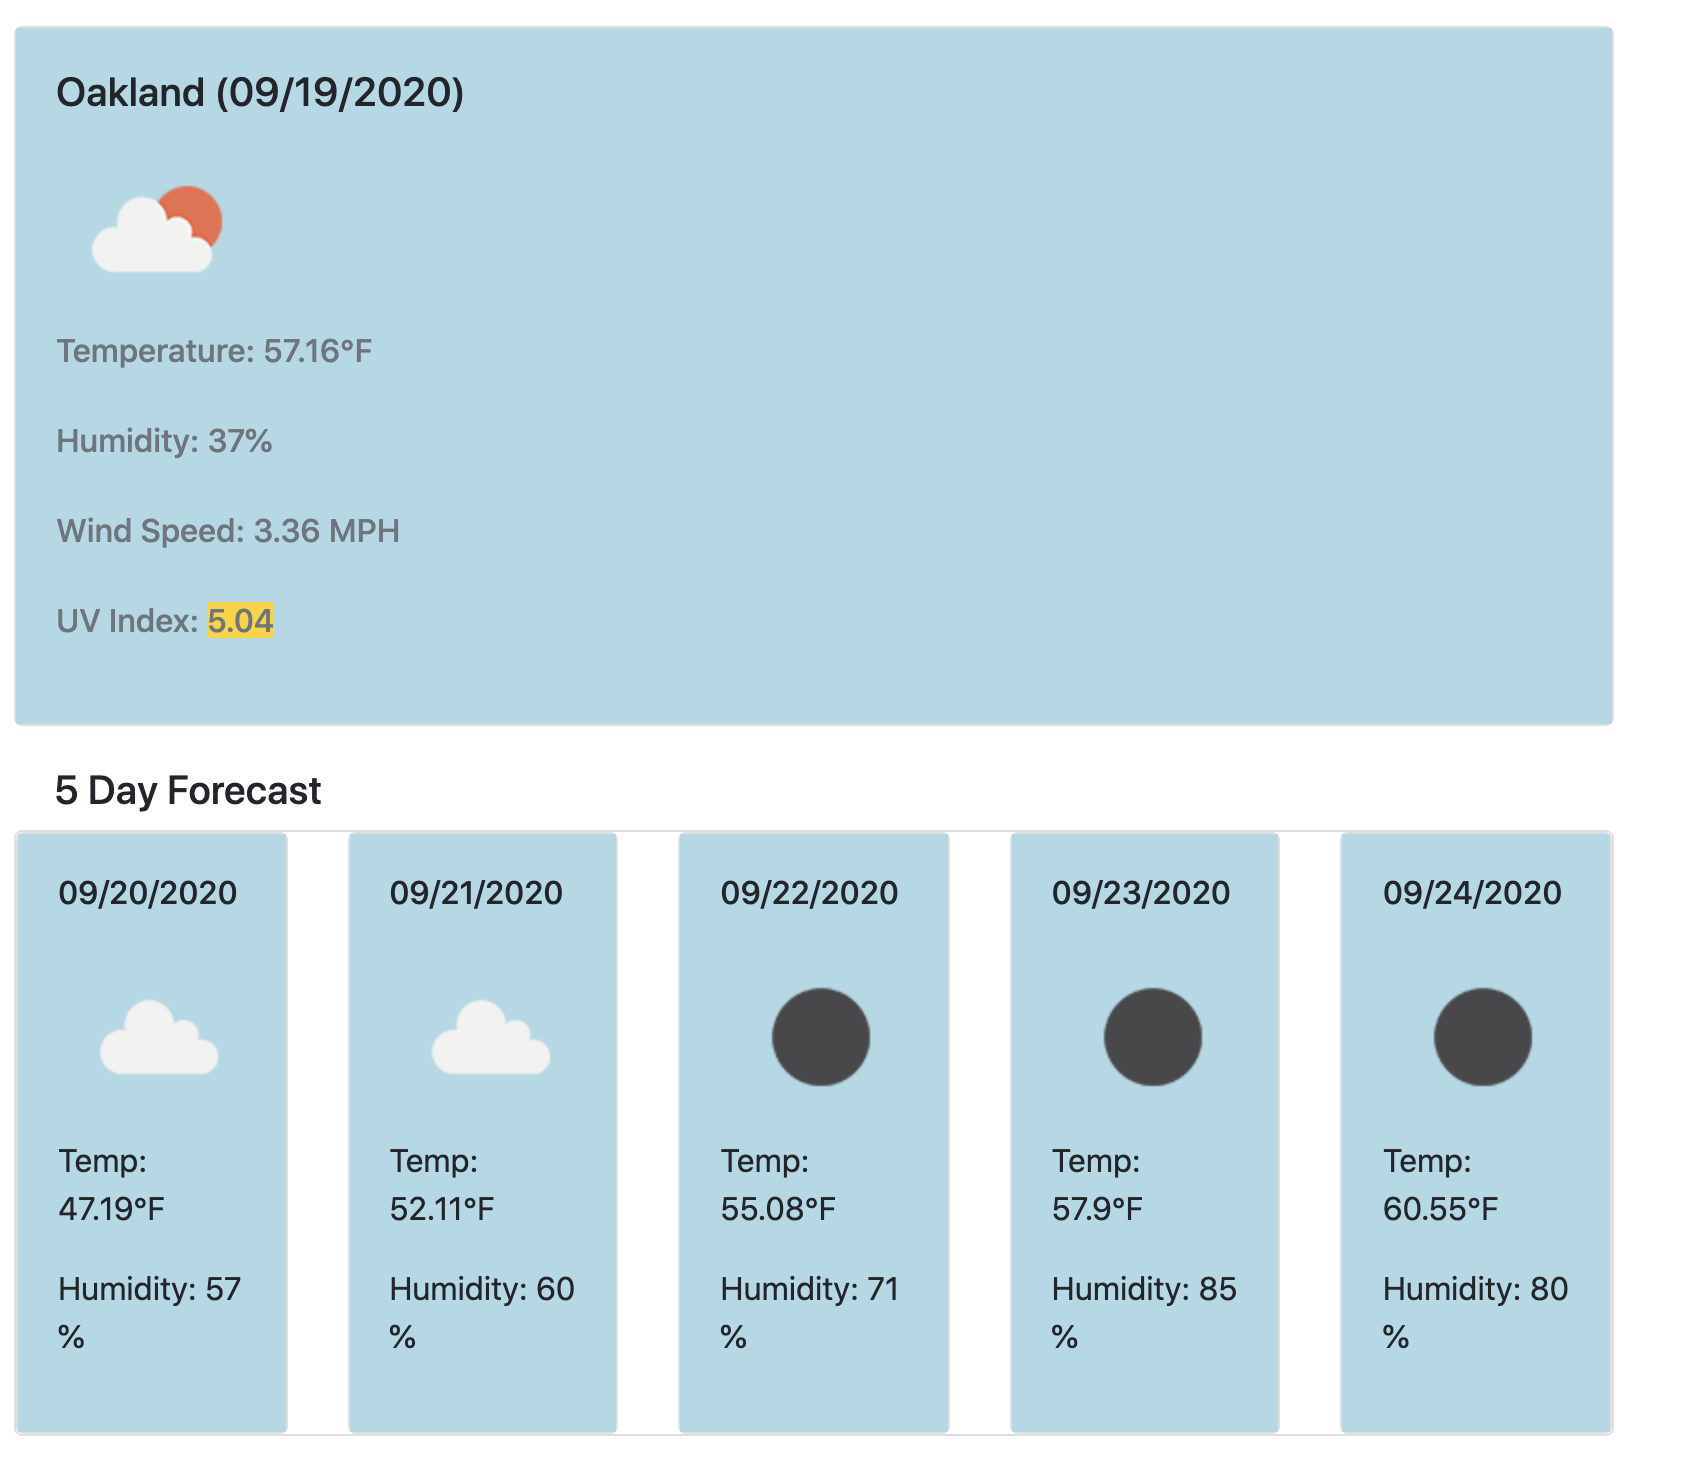 Oakland (09/19/2020)
Temperature: 57.16°F
Humidity: 37%
Wind Speed: 3.36 MPH
UV Index: 5.04
5 Day Forecast
09/20/2020
Temp:
47.19°F
Humidity: 57
%
09/21/2020
Temp:
52.11°F
Humidity: 60
%
09/22/2020
Temp:
55.08°F
Humidity: 71
%
09/23/2020
Temp:
57.9°F
Humidity: 85
%
09/24/2020
Temp:
60.55°F
Humidity: 80
%